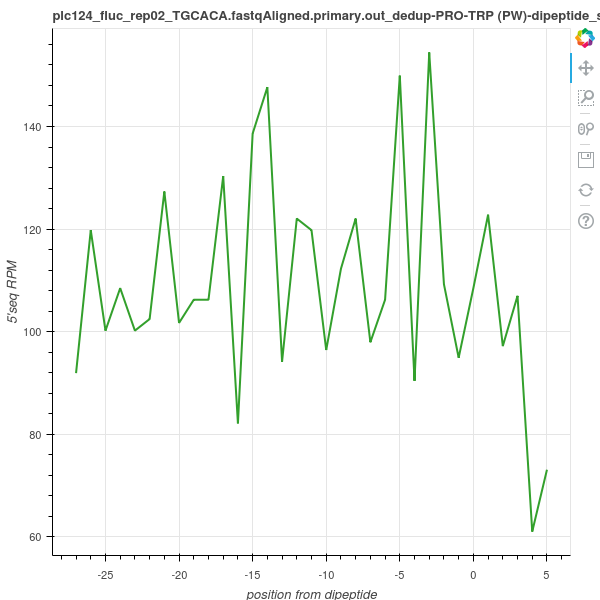 plc124_fluc_rep02_TGCACA.fastqAligned.primary.out_dedup-PRO-TRP (PW)-dipeptide_s
140
120
100
80
60
5'seq RPM
-25 -20 -15 -10 -5 0 5
position from dipeptide